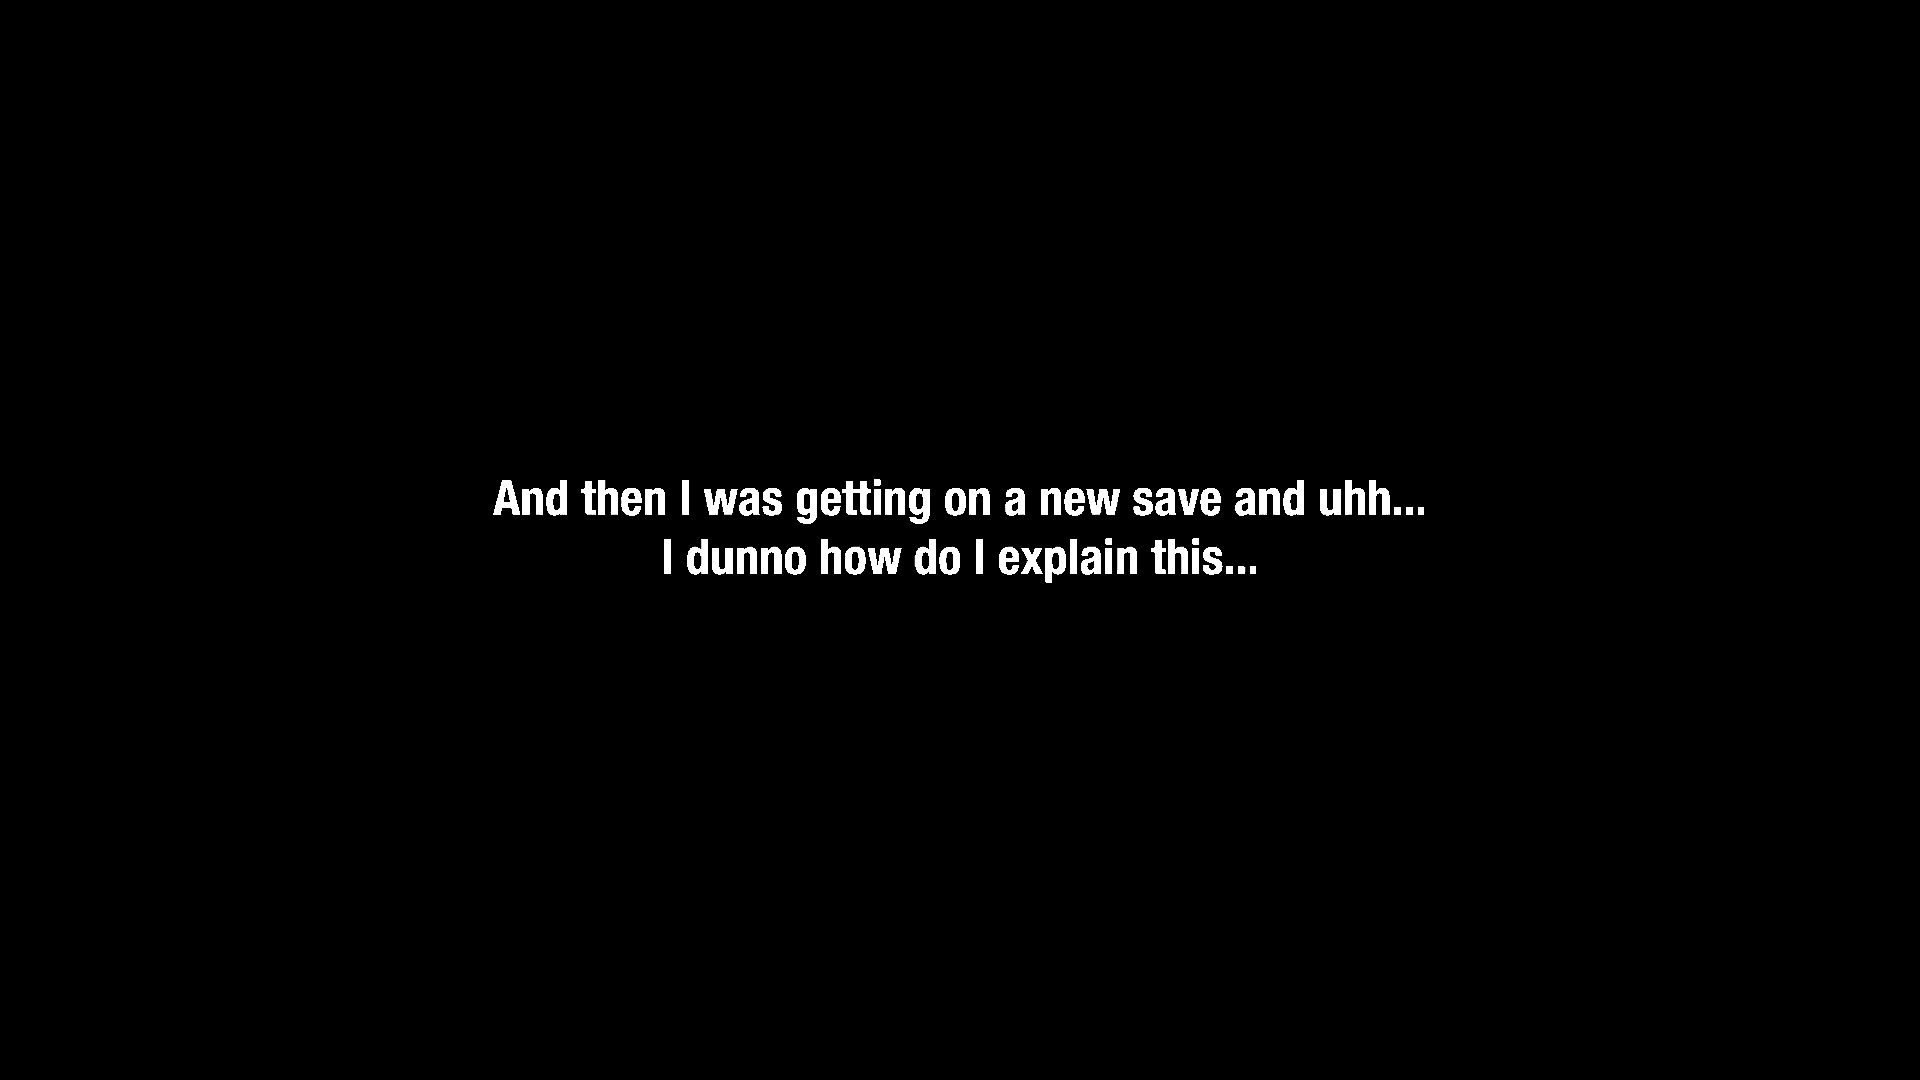 And then I was getting on a new save and uhh...
I dunno how do I explain this...